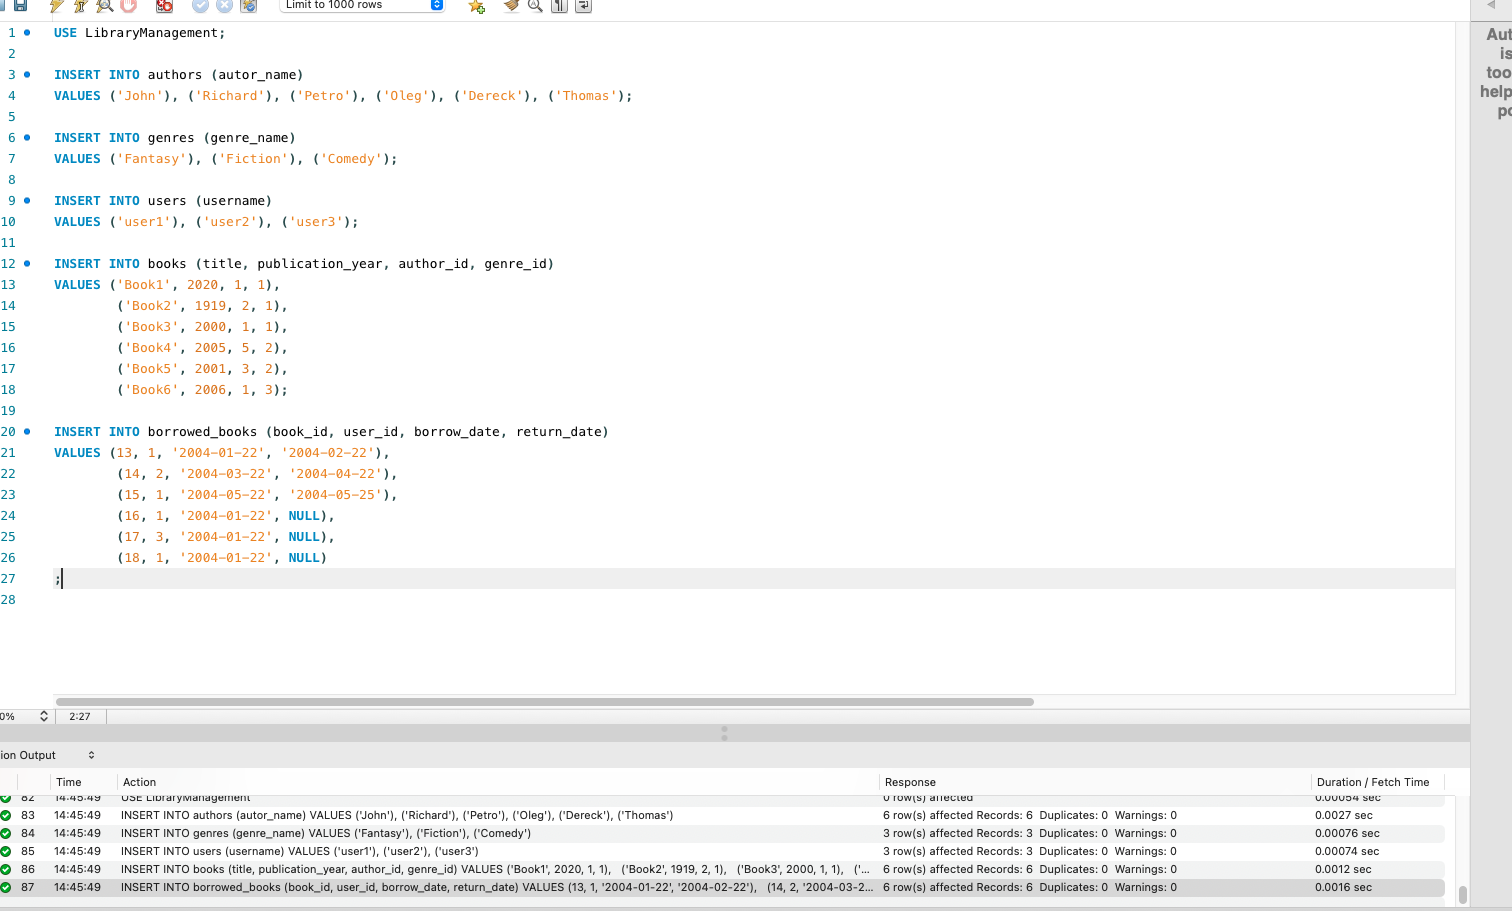 Limit to 1000 rows
1 USE LibraryManagement;
2
3 INSERT INTO authors (autor_name)
4 VALUES ('John'), ('Richard'), ('Petro'), ('Oleg'), ('Dereck'), ('Thomas');
5
6 INSERT INTO genres (genre_name)
7 VALUES ('Fantasy'), ('Fiction'), ('Comedy');
8
9 INSERT INTO users (username)
10 VALUES ('user1'), ('user2'), ('user3');
11
12 INSERT INTO books (title, publication_year, author_id, genre_id)
13 VALUES ('Book1', 2020, 1, 1),
14 ('Book2', 1919, 2, 1),
15 ('Book3', 2000, 1, 1),
16 ('Book4', 2005, 5, 2),
17 ('Book5', 2001, 3, 2),
18 ('Book6', 2006, 1, 3);
19
20 INSERT INTO borrowed_books (book_id, user_id, borrow_date, return_date)
21 VALUES (13, 1, '2004-01-22', '2004-02-22'),
22 (14, 2, '2004-03-22', '2004-04-22'),
23 (15, 1, '2004-05-22', '2004-05-25'),
24 (16, 1, '2004-01-22', NULL),
25 (17, 3, '2004-01-22', NULL),
26 (18, 1, '2004-01-22', NULL)
27 ;
28
Aut
is
too
help
po
0% 2:27
ion Output
Time Action Response Duration / Fetch Time
82 14:45:49 USE LibraryManagement 0 row(s) affected 0.00054 sec
83 14:45:49 INSERT INTO authors (autor_name) VALUES ('John'), ('Richard'), ('Petro'), ('Oleg'), ('Dereck'), ('Thomas') 6 row(s) affected Records: 6 Duplicates: 0 Warnings: 0 0.0027 sec
84 14:45:49 INSERT INTO genres (genre_name) VALUES ('Fantasy'), ('Fiction'), ('Comedy') 3 row(s) affected Records: 3 Duplicates: 0 Warnings: 0 0.00076 sec
85 14:45:49 INSERT INTO users (username) VALUES ('user1'), ('user2'), ('user3') 3 row(s) affected Records: 3 Duplicates: 0 Warnings: 0 0.00074 sec
86 14:45:49 INSERT INTO books (title, publication_year, author_id, genre_id) VALUES ('Book1', 2020, 1, 1), ('Book2', 1919, 2, 1), ('Book3', 2000, 1, 1), ('... 6 row(s) affected Records: 6 Duplicates: 0 Warnings: 0 0.0012 sec
87 14:45:49 INSERT INTO borrowed_books (book_id, user_id, borrow_date, return_date) VALUES (13, 1, '2004-01-22', '2004-02-22'), (14, 2, '2004-03-2... 6 row(s) affected Records: 6 Duplicates: 0 Warnings: 0 0.0016 sec